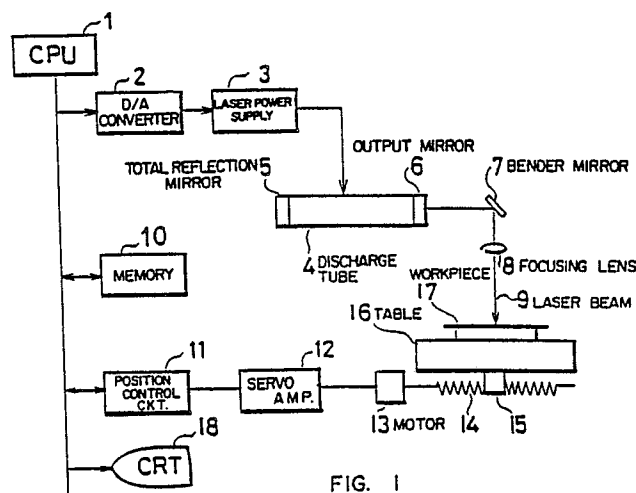 1
CPU
2
D/A
CONVERTER
3
LASER POWER
SUPPLY
OUTPUT MIRROR
TOTAL REFLECTION
MIRROR
5
6
7 BENDER MIRROR
4 DISCHARGE
TUBE
8 FOCUSING LENS
WORKPIECE
9 LASER BEAM
10
MEMORY
17
16 TABLE
11
POSITION
CONTROL
CKT.
12
SERVO
AMP.
13 MOTOR
14
15
18
CRT
FIG. 1